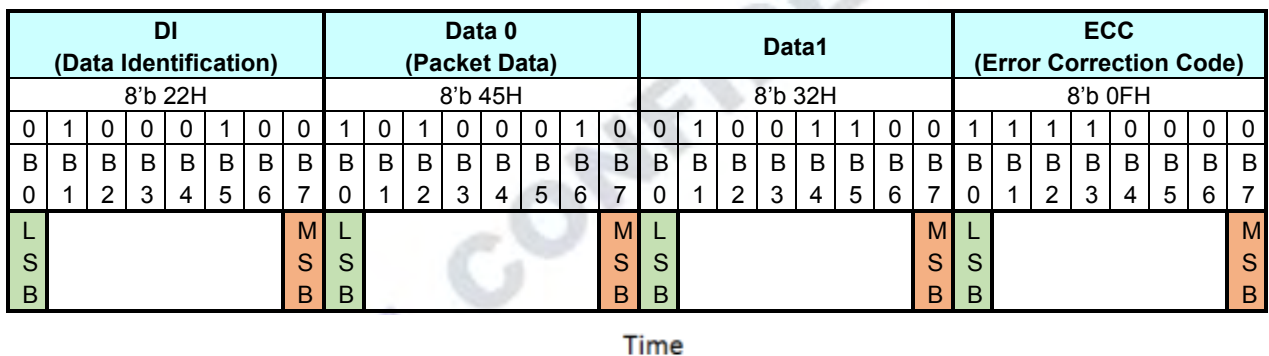 DI Data 0 Data1 ECC
(Data Identification) (Packet Data) (Error Correction Code)
8’b 22H 8’b 45H 8’b 32H 8’b 0FH
0 1 0 0 0 1 0 0 1 0 1 0 0 0 1 0 0 1 0 0 1 1 0 0 1 1 1 1 0 0 0 0
B B B B B B B B B B B B B B B B B B B B B B B B B B B B B B B B
0 1 2 3 4 5 6 7 0 1 2 3 4 5 6 7 0 1 2 3 4 5 6 7 0 1 2 3 4 5 6 7
L M L M L M L M
S S S S S S S S
B B B B B B B B
Time